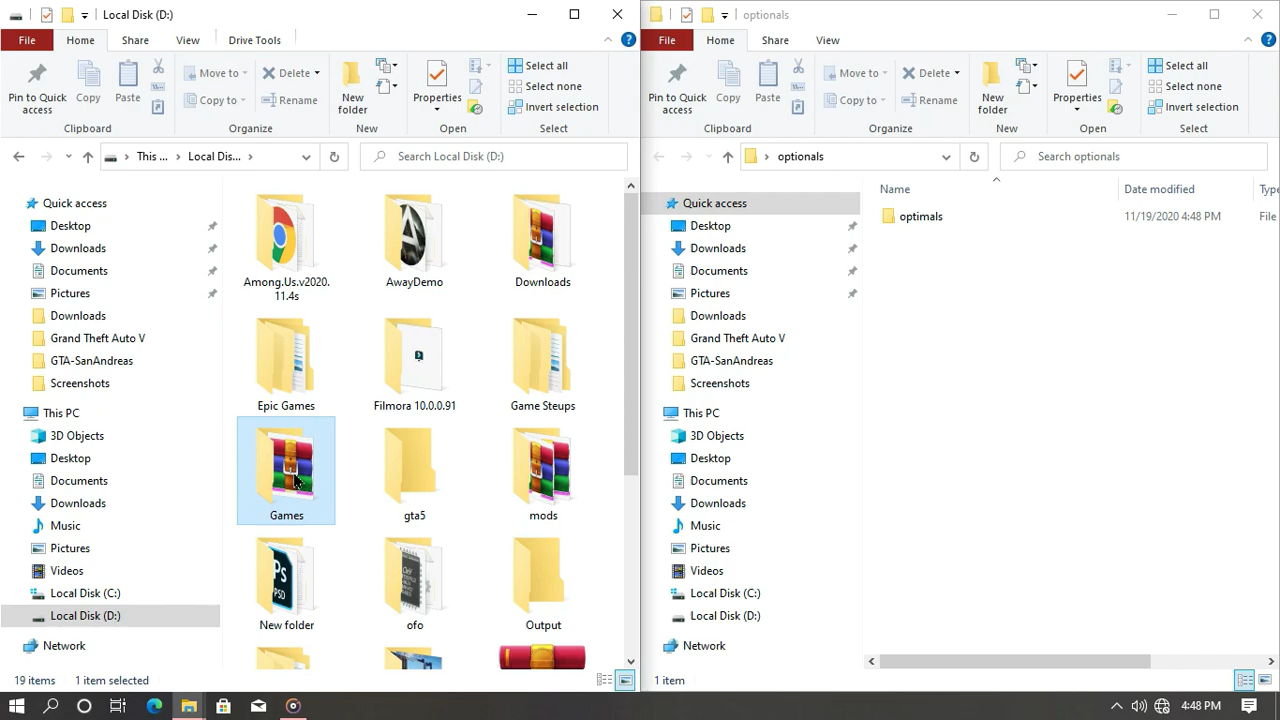 Local Disk (D:)
File Home Share View Drive Tools
Pin to Quick access
Copy
Paste
Move to
Copy to
Delete
Rename
New folder
Properties
Select all
Select none
Invert selection
Clipboard Organize New Open Select
This ... Local Dis...
Search Local Disk (D:)
Quick access
Desktop
Downloads
Documents
Pictures
Downloads
Grand Theft Auto V
GTA-SanAndreas
Screenshots
This PC
3D Objects
Desktop
Documents
Downloads
Music
Pictures
Videos
Local Disk (C:)
Local Disk (D:)
Network
Among.Us.v2020.
11.4s
AwayDemo
Downloads
Epic Games
Filmora 10.0.0.91
Game Steups
Games
gta5
mods
New folder
ofo
Output
19 items 1 item selected
optionals
File Home Share View
Pin to Quick access
Copy
Paste
Move to
Copy to
Delete
Rename
New folder
Properties
Select all
Select none
Invert selection
Clipboard Organize New Open Select
optionals
Search optionals
Quick access
Desktop
Downloads
Documents
Pictures
Downloads
Grand Theft Auto V
GTA-SanAndreas
Screenshots
This PC
3D Objects
Desktop
Documents
Downloads
Music
Pictures
Videos
Local Disk (C:)
Local Disk (D:)
Network
Name Date modified Type
optimals 11/19/2020 4:48 PM File
1 item
4:48 PM